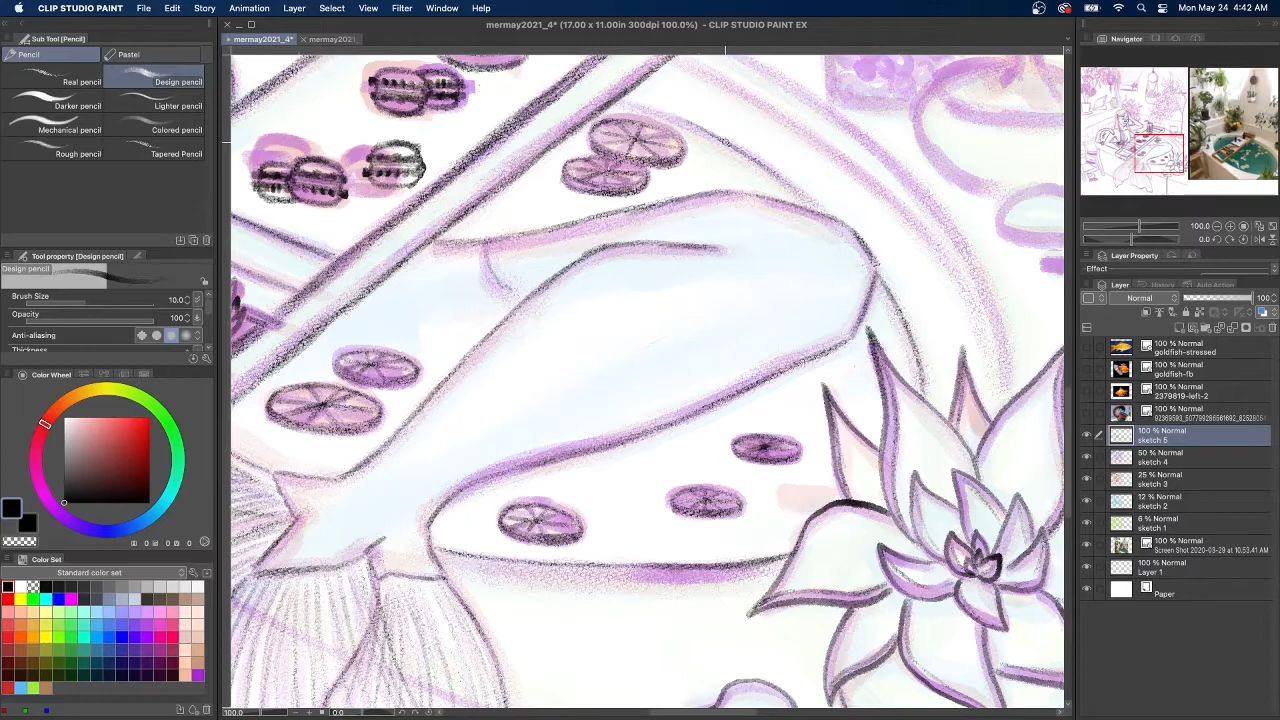 CLIP STUDIO PAINT File Edit Story Animation Layer Select View Filter Window Help Mon May 24 4:42 AM
mermay2021_4* (17.00 x 11.00in 300dpi 100.0%) - CLIP STUDIO PAINT EX
Sub Tool [Pencil]
mermay2021_4* mermay202
Navigator
Pencil Pastel
Real pencil Design pencil
Darker pencil Lighter pencil
Mechanical pencil Colored pencil
Rough pencil Tapered Pencil
100.0
0.0
Tool property [Design pencil]
Layer Property
Design pencil
Effect
Layer History Auto Action
Brush Size 10.0
Normal 100
Opacity
Anti-aliasing
Thickness
100 % Normal
goldfish-stressed
100 % Normal
goldfish-fb
100 % Normal
2379819-left-2
100 % Normal
100 % Normal
sketch 5
50 % Normal
sketch 4
25 % Normal
sketch 3
12 % Normal
sketch 2
6 % Normal
sketch 1
100 % Normal
Screen Shot 2020-03-29 at 10.53.41 AM
100 % Normal
Layer 1
Paper
Color Wheel
0 0 0
Color Set
Standard color set
100.0 0.0